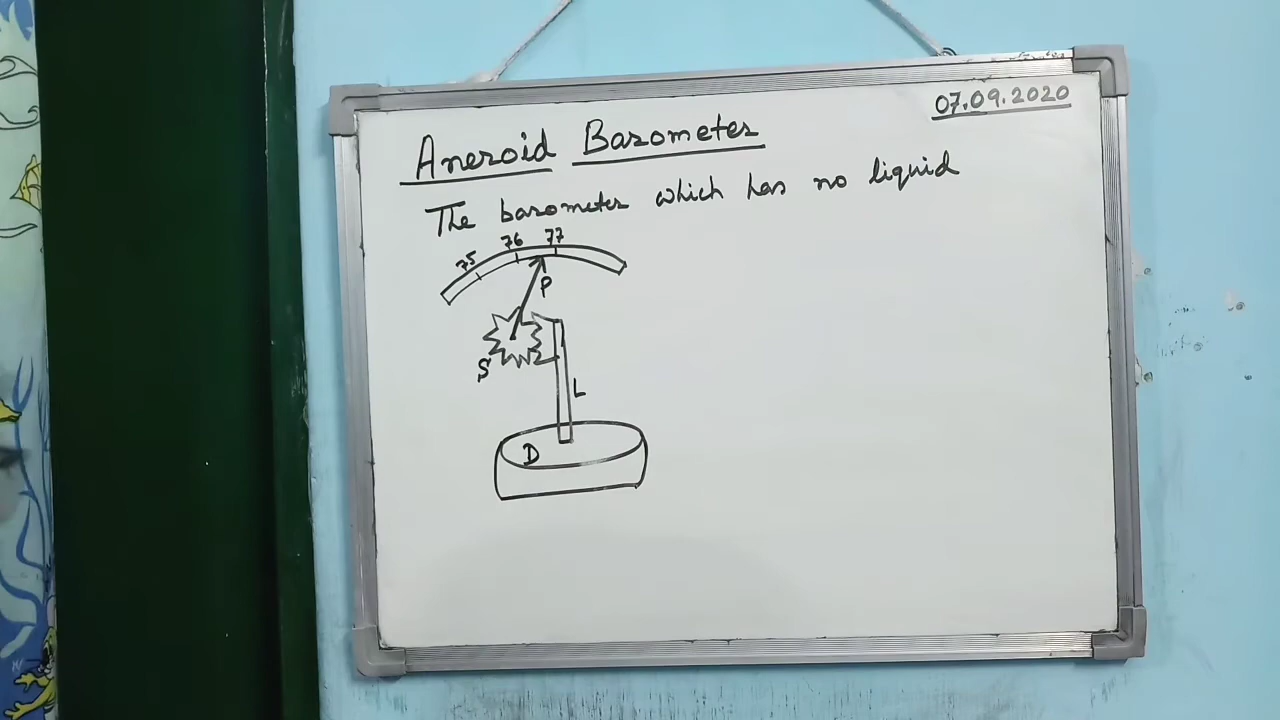 07.09.2020
Aneroid Barometer
The barometer which has no liquid
75 76 77
P
S
L
D